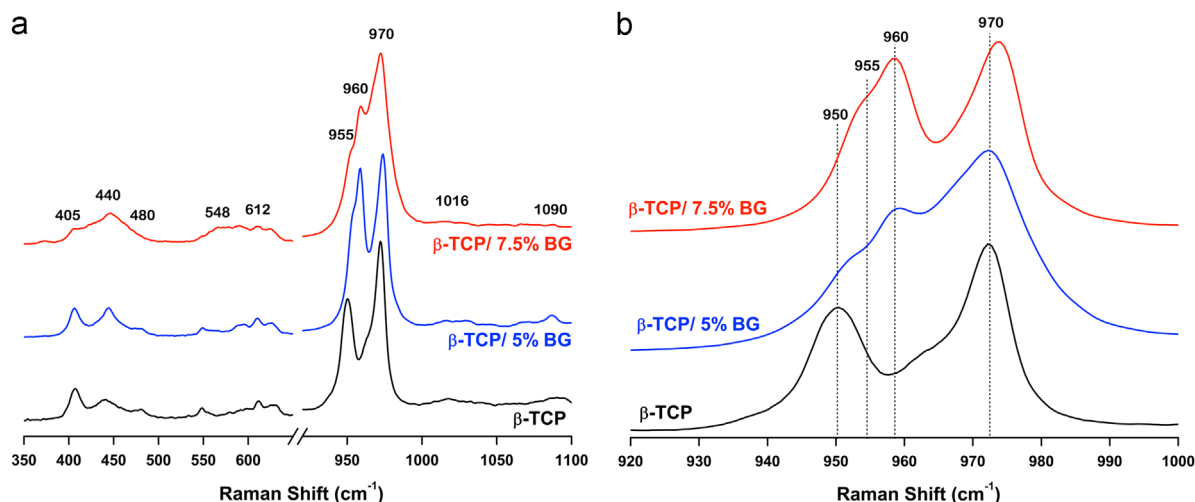 a
970
960
955
440
405
480
548
612
1016
1090
β-TCP/ 7.5% BG
β-TCP/ 5% BG
β-TCP
350 400 450 500 550 600 950 1000 1050 1100
Raman Shift (cm⁻¹)
b
970
960
955
950
β-TCP/ 7.5% BG
β-TCP/ 5% BG
β-TCP
920 930 940 950 960 970 980 990 1000
Raman Shift (cm⁻¹)